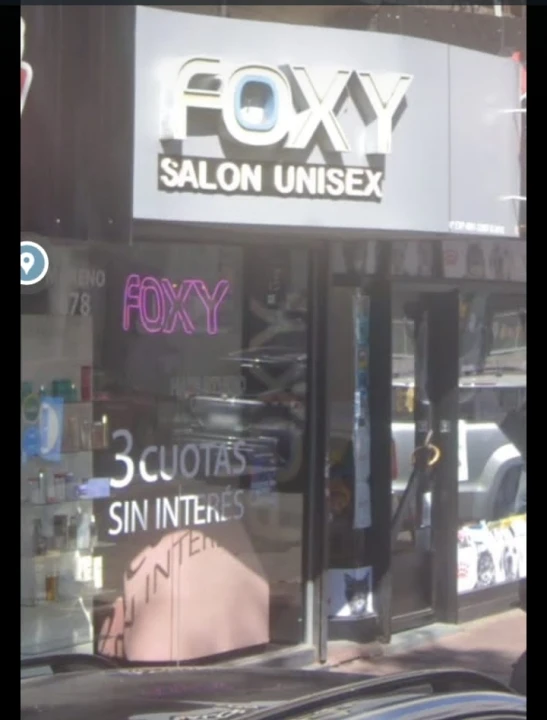 FOXY
SALON UNISEX
78
FOXY
3 CUOTAS
SIN INTERÉS